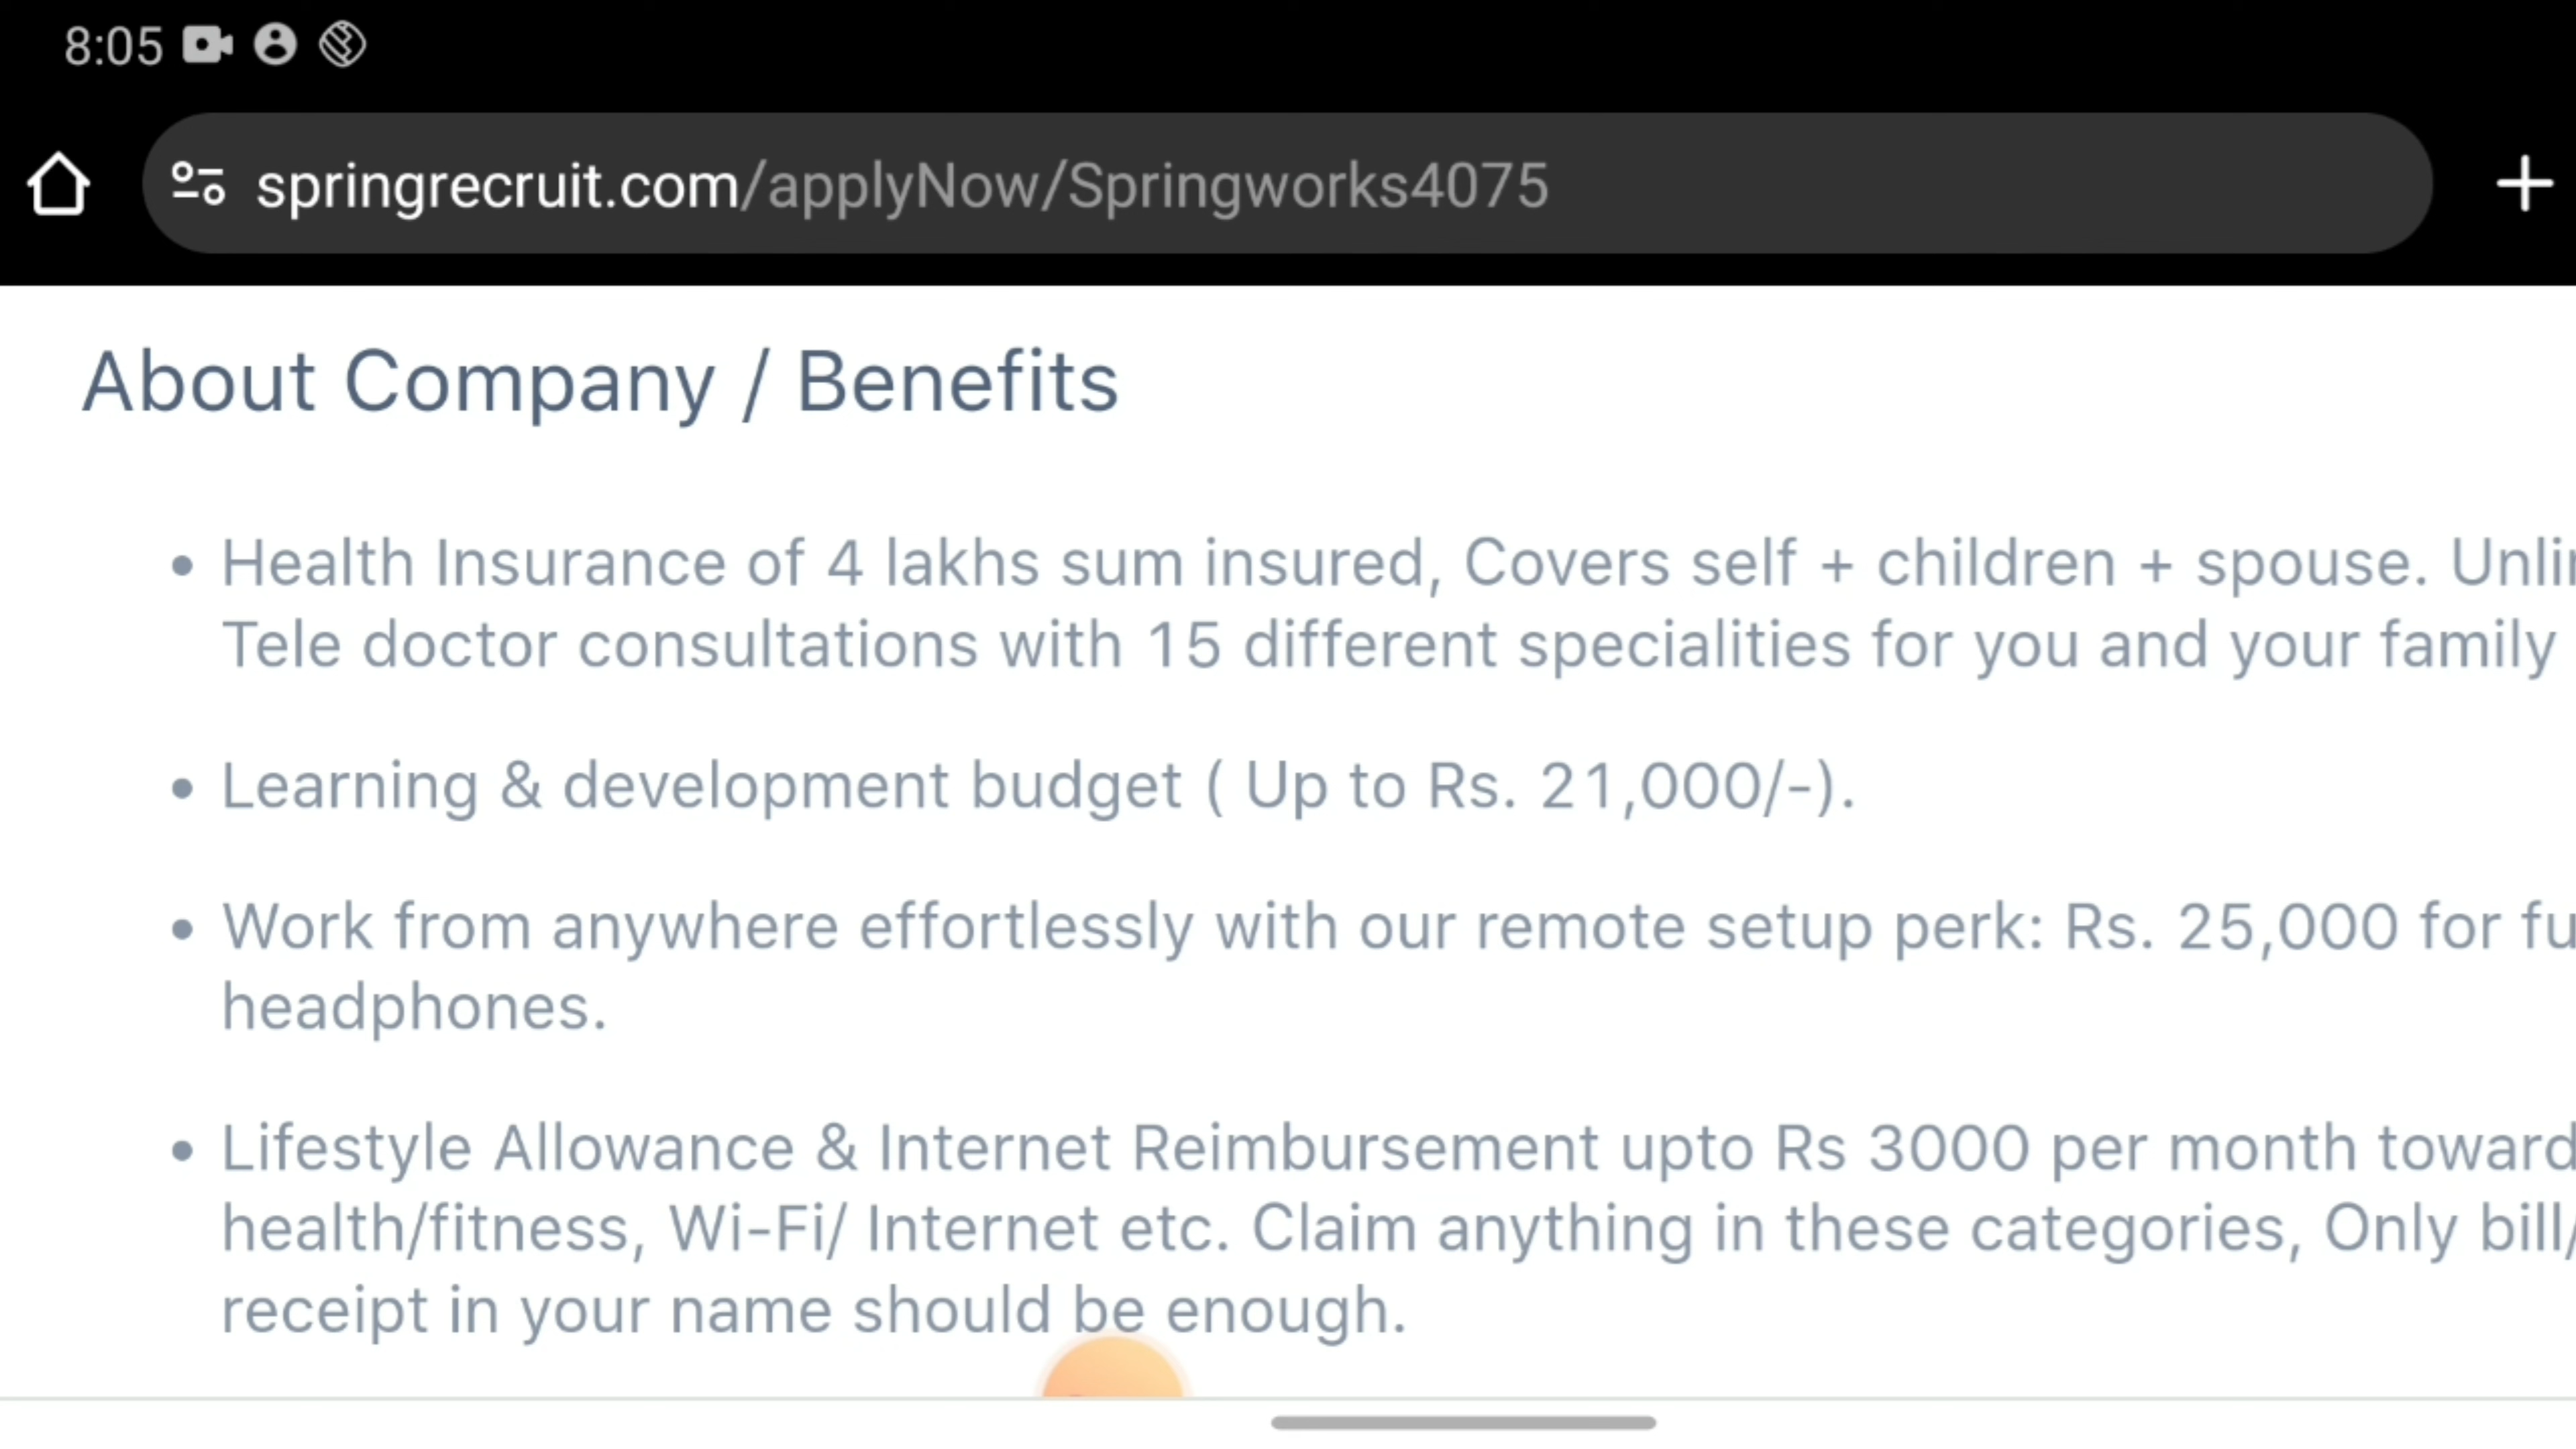 8:05
springrecruit.com/applyNow/Springworks4075
About Company / Benefits
• Health Insurance of 4 lakhs sum insured, Covers self + children + spouse.
Tele doctor consultations with 15 different specialities for you and your family
• Learning & development budget ( Up to Rs. 21,000/-).
• Work from anywhere effortlessly with our remote setup perk: Rs. 25,000 for
headphones.
• Lifestyle Allowance & Internet Reimbursement upto Rs 3000 per month toward
health/fitness, Wi-Fi/ Internet etc. Claim anything in these categories, Only bill/
receipt in your name should be enough.